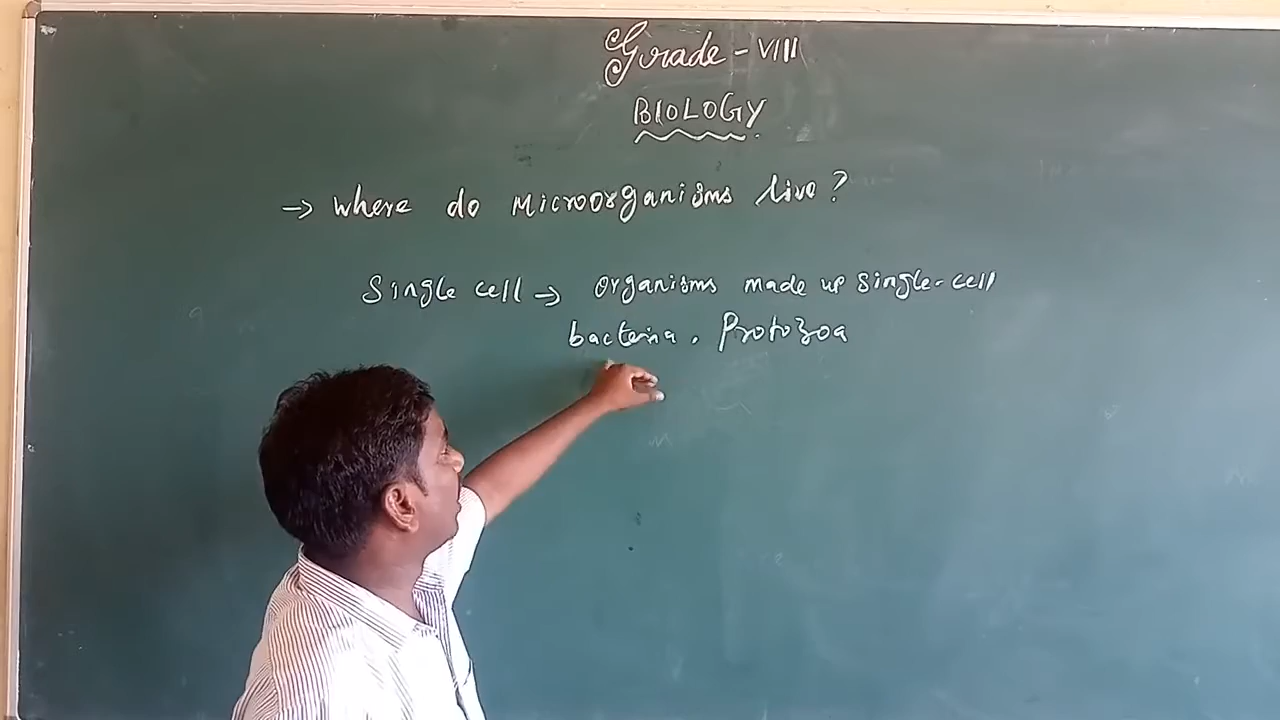 Grade - VIII
BIOLOGY
→ Where do Microorganisms live?
Single cell → Organisms made up single-cell
bacteria, Protozoa